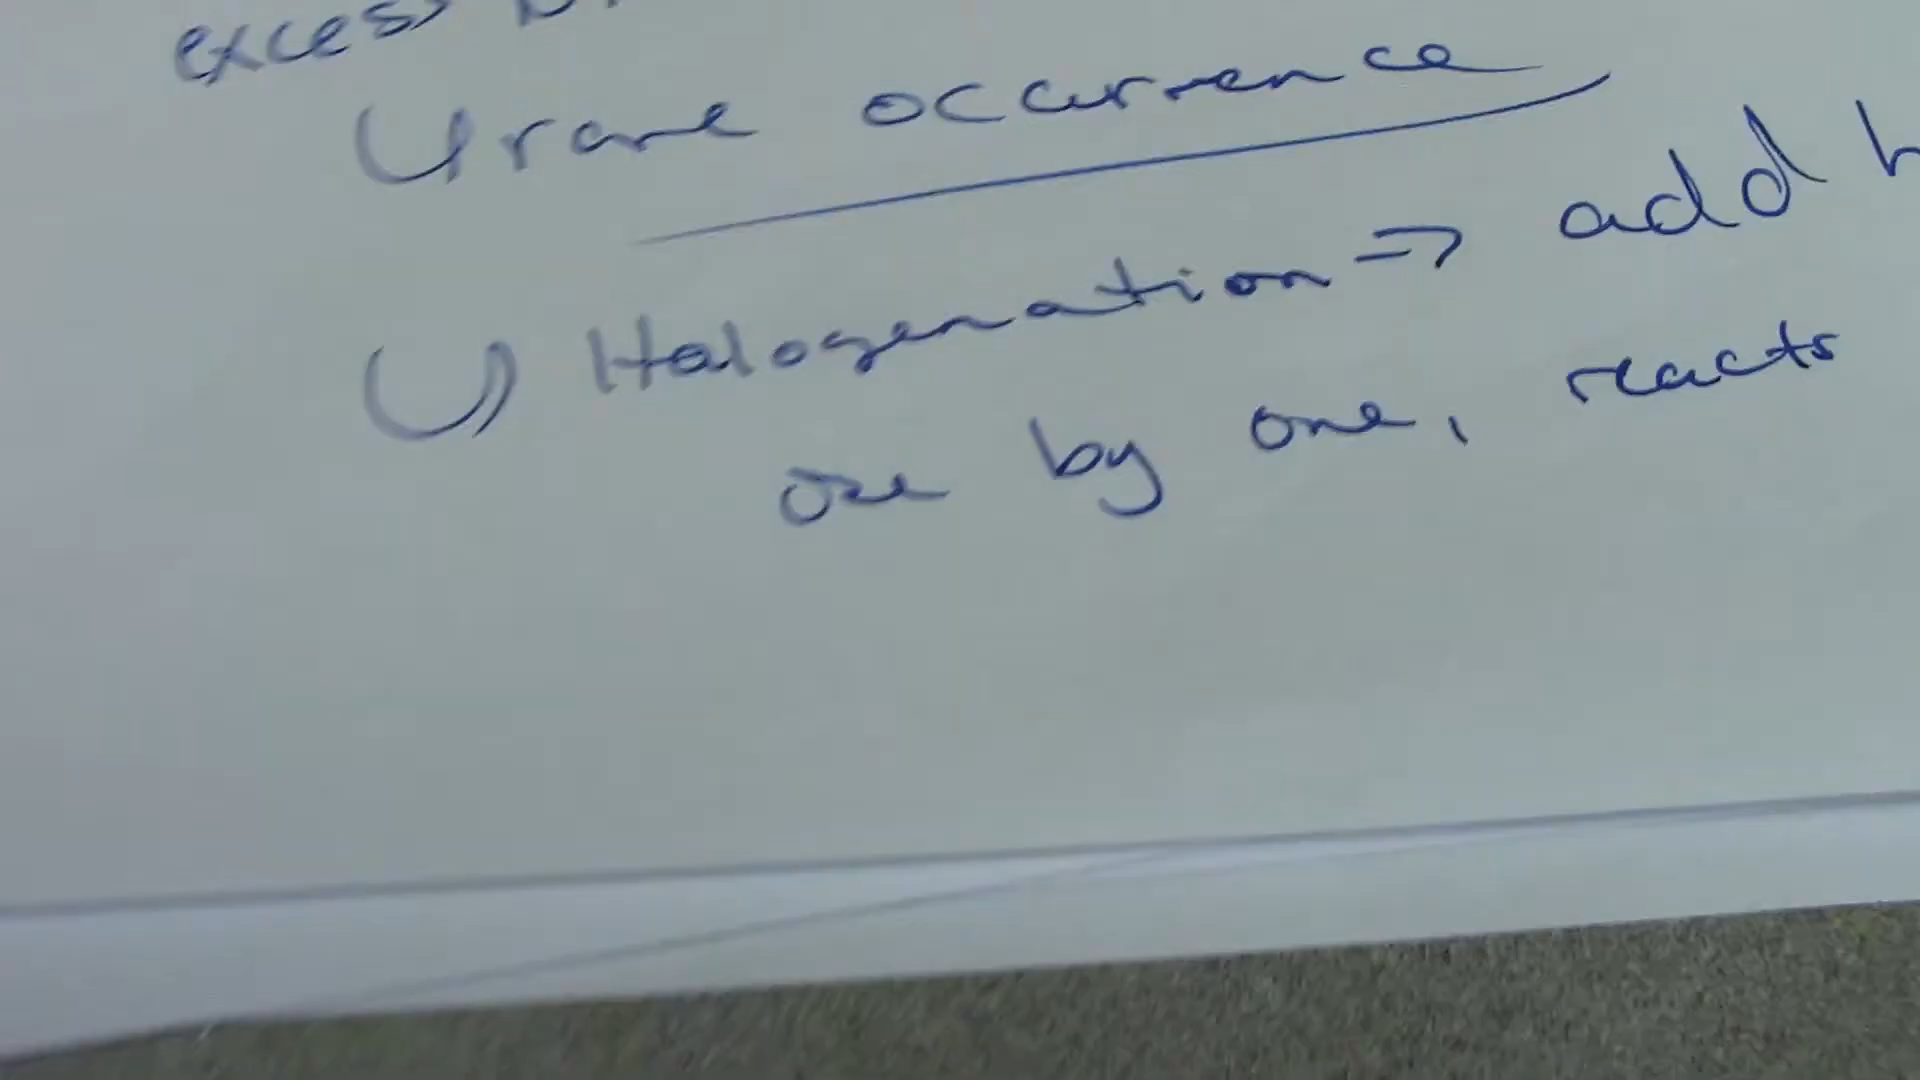 excess
rare occurrence
Halogenation => add
one by one, reacts